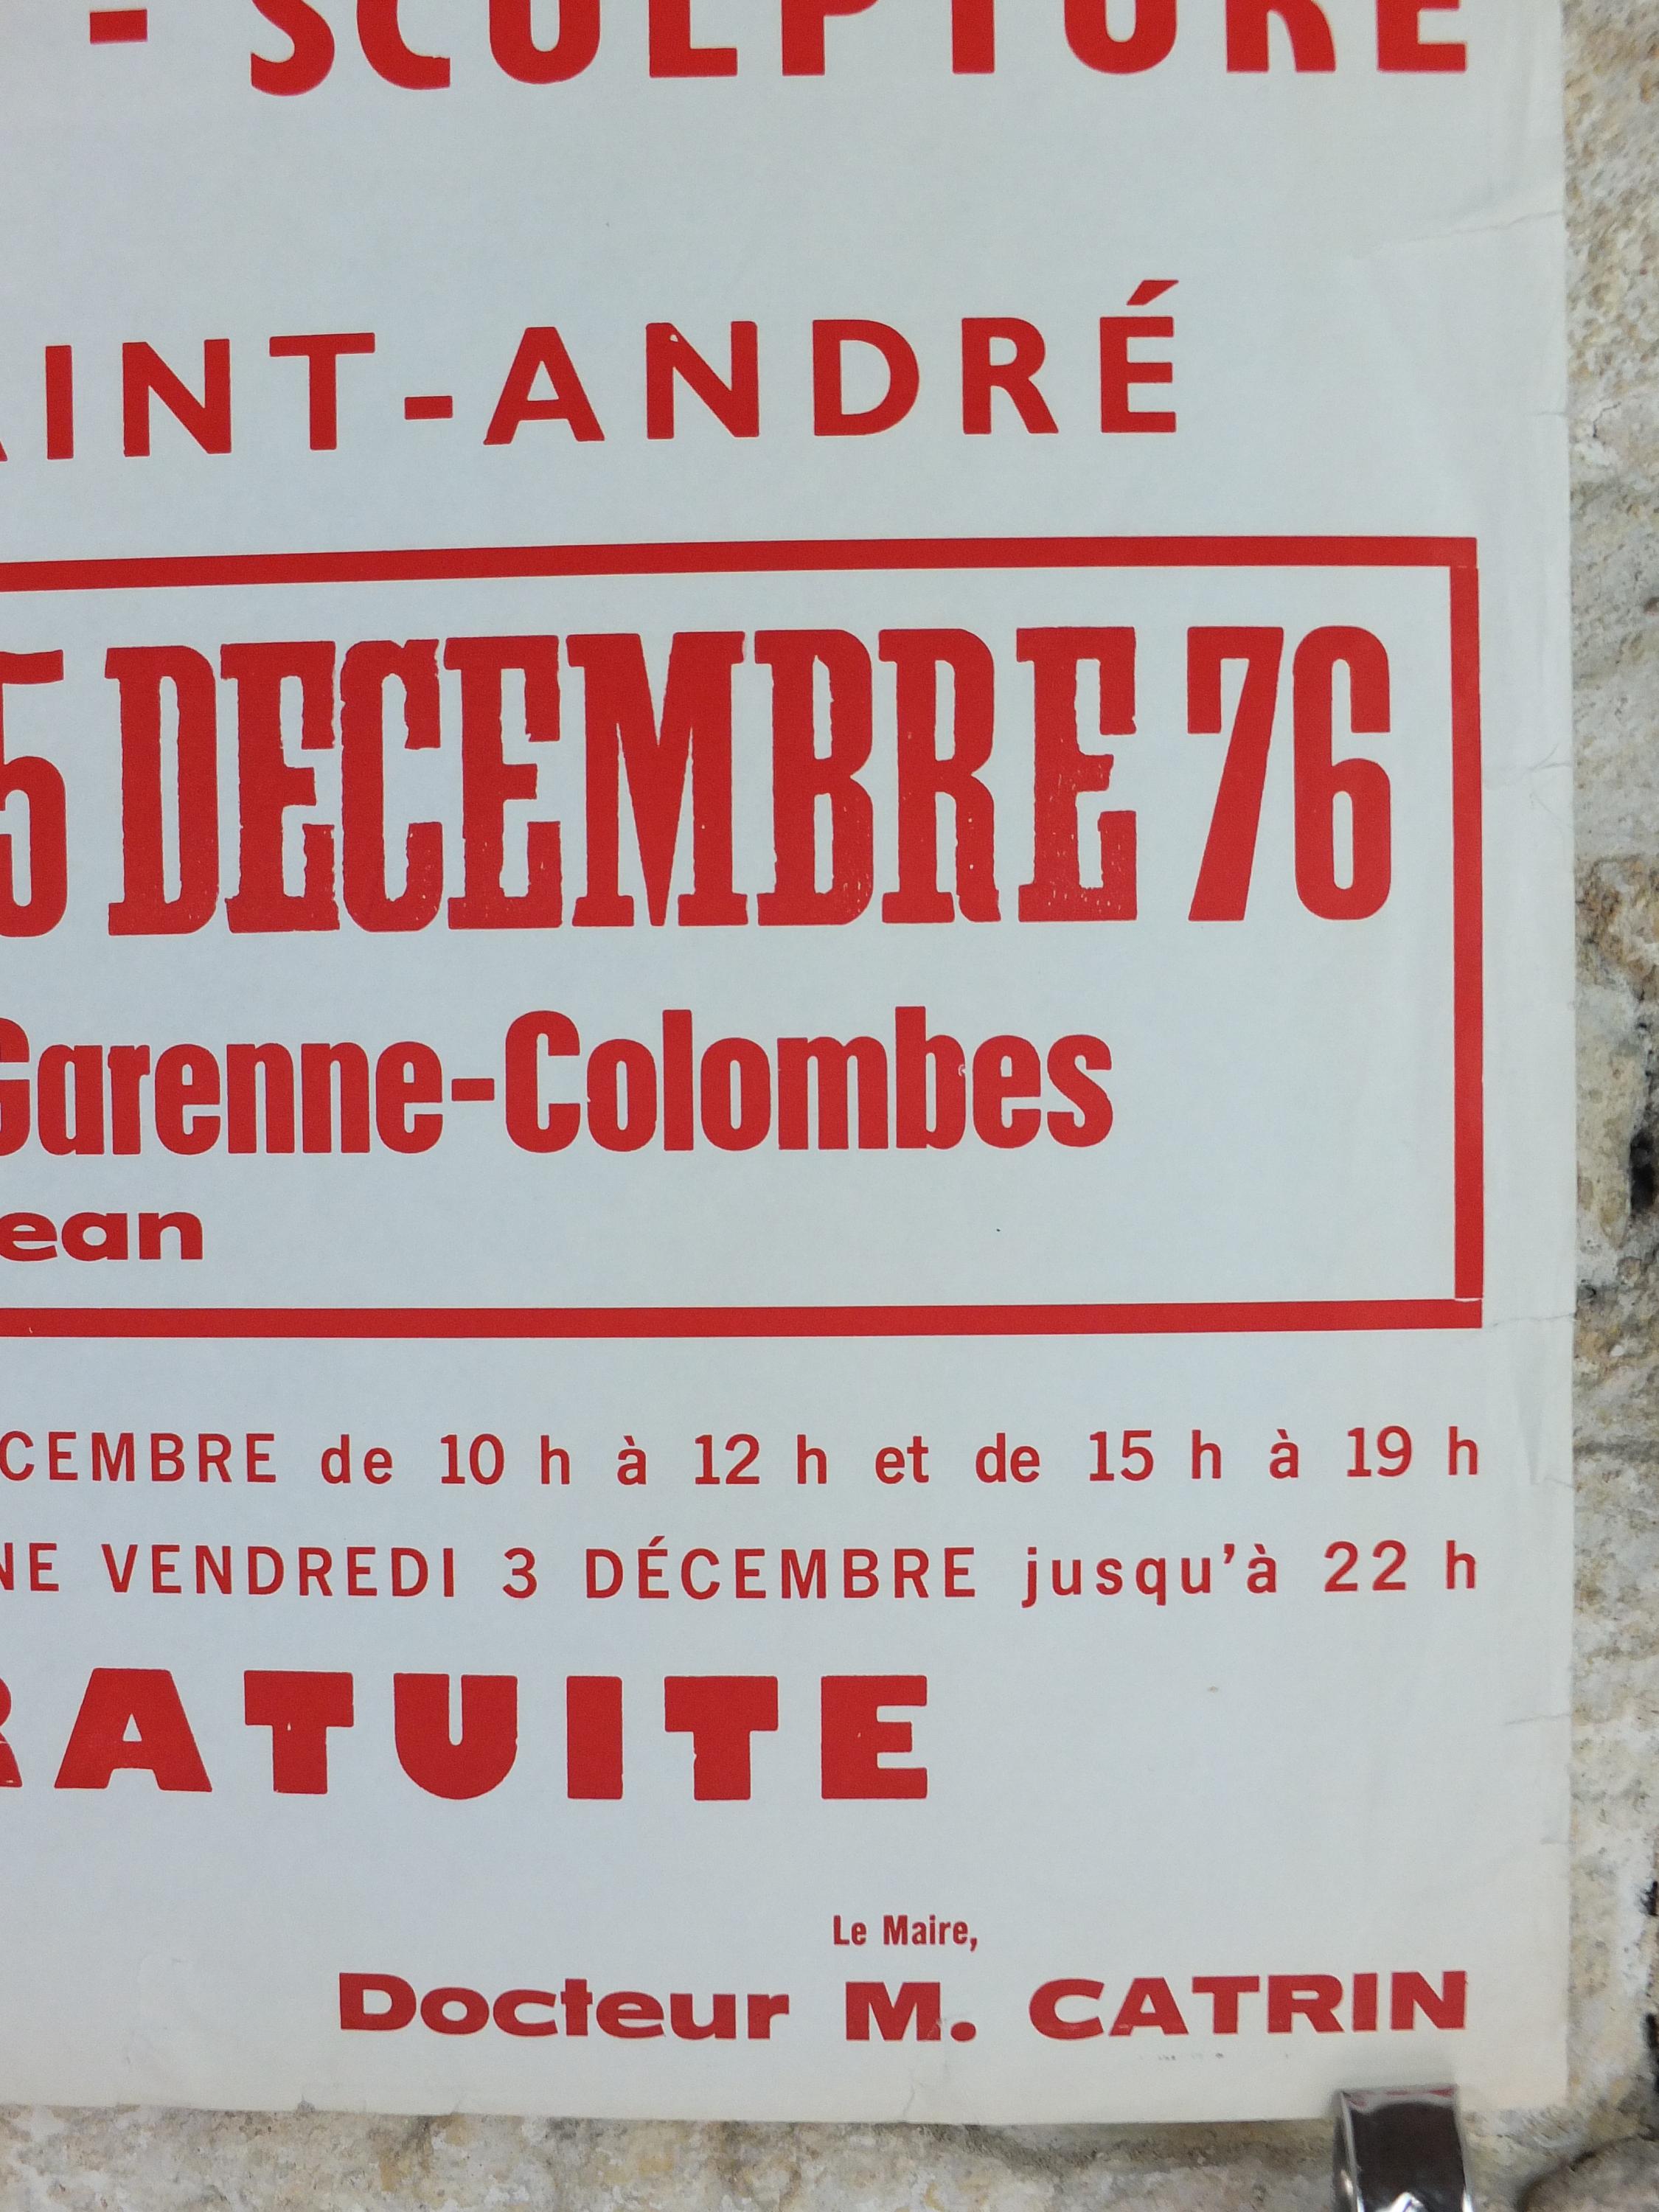 - SCULPTURE
AINT-ANDRÉ
5 DECEMBRE 76
Garenne-Colombes
ean
CEMBRE de 10 h à 12 h et de 15 h à 19 h
NE VENDREDI 3 DÉCEMBRE jusqu'à 22 h
RATUITE
Le Maire,
Docteur M. CATRIN